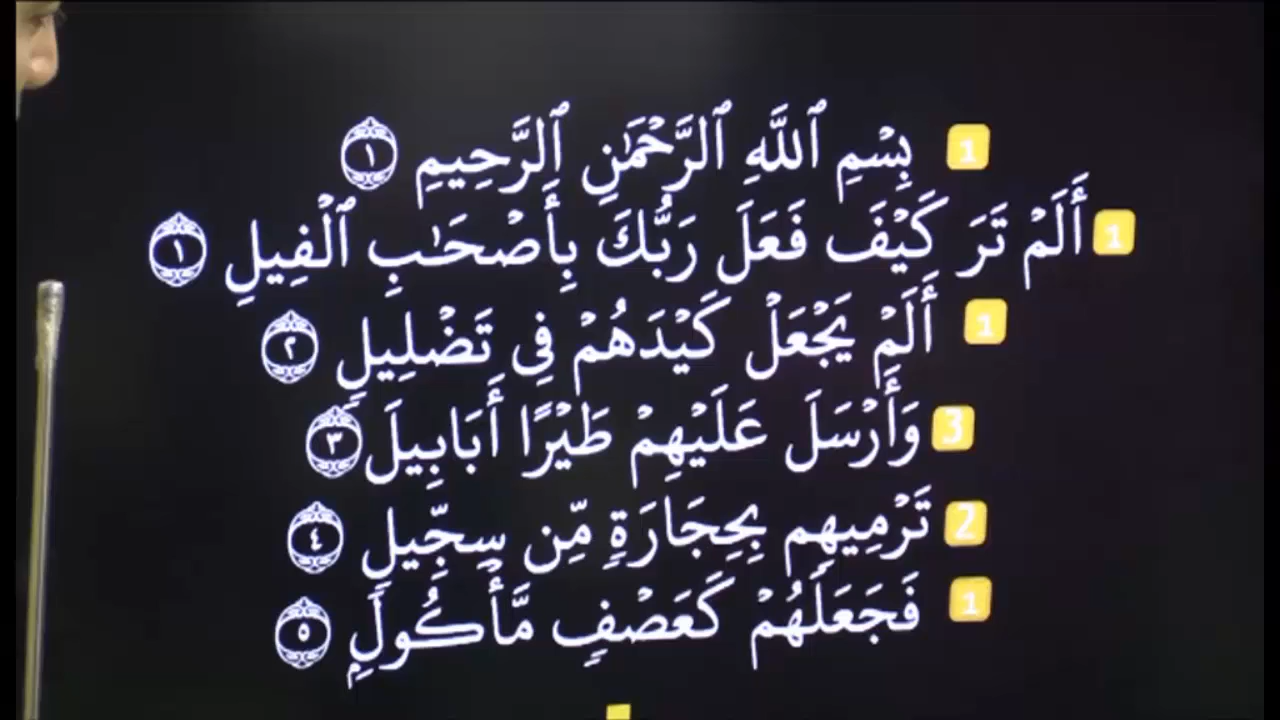 1 بِسْمِ ٱللَّهِ ٱلرَّحْمَٰنِ ٱلرَّحِيمِ ١
1 أَلَمْ تَرَ كَيْفَ فَعَلَ رَبُّكَ بِأَصْحَٰبِ ٱلْفِيلِ ١
1 أَلَمْ يَجْعَلْ كَيْدَهُمْ فِى تَضْلِيلٍ ٢
3 وَأَرْسَلَ عَلَيْهِمْ طَيْرًا أَبَابِيلَ ٣
2 تَرْمِيهِم بِحِجَارَةٍ مِّن سِجِّيلٍ ٤
1 فَجَعَلَهُمْ كَعَصْفٍ مَّأْكُولٍ ٥